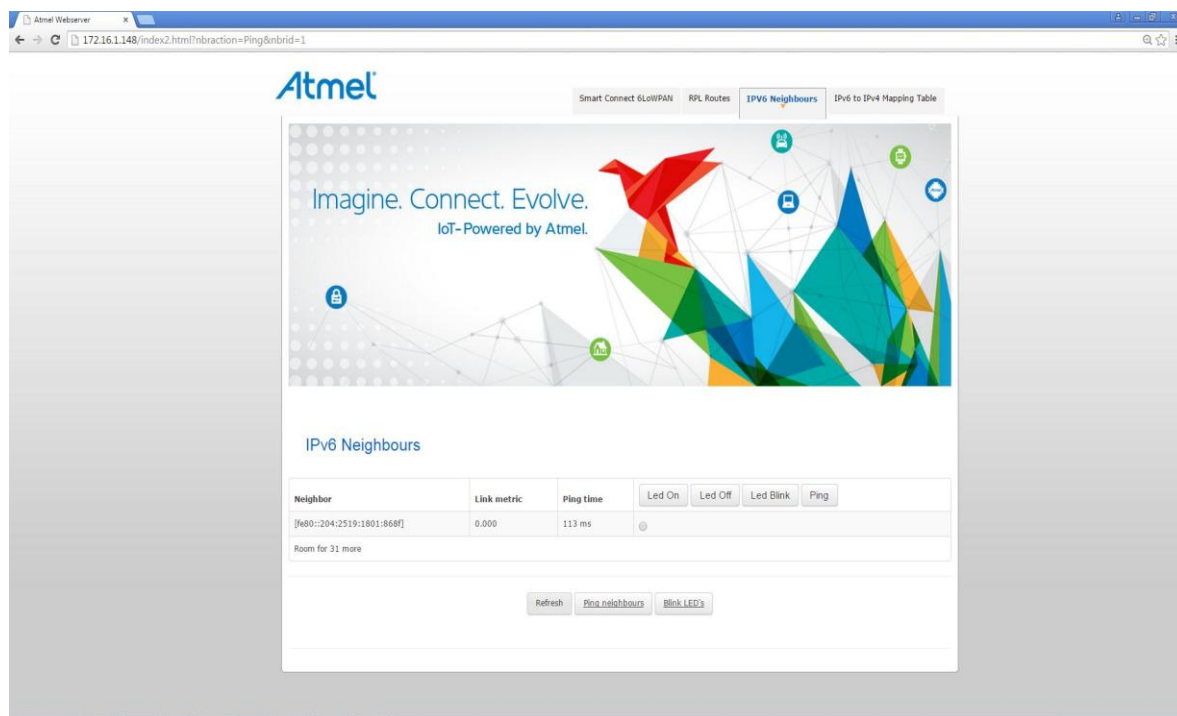 Atmel Webserver
172.16.1.148/index2.html?nbraction=Ping&nbrid=1
Atmel
Smart Connect 6LoWPAN RPL Routes IPV6 Neighbours IPv6 to IPv4 Mapping Table
Imagine. Connect. Evolve.
IoT-Powered by Atmel.
IPv6 Neighbours
Neighbor Link metric Ping time Led On Led Off Led Blink Ping
[fe80::204:2519:1801:868f] 0.000 113 ms
Room for 31 more
Refresh Ping neighbours Blink LED's